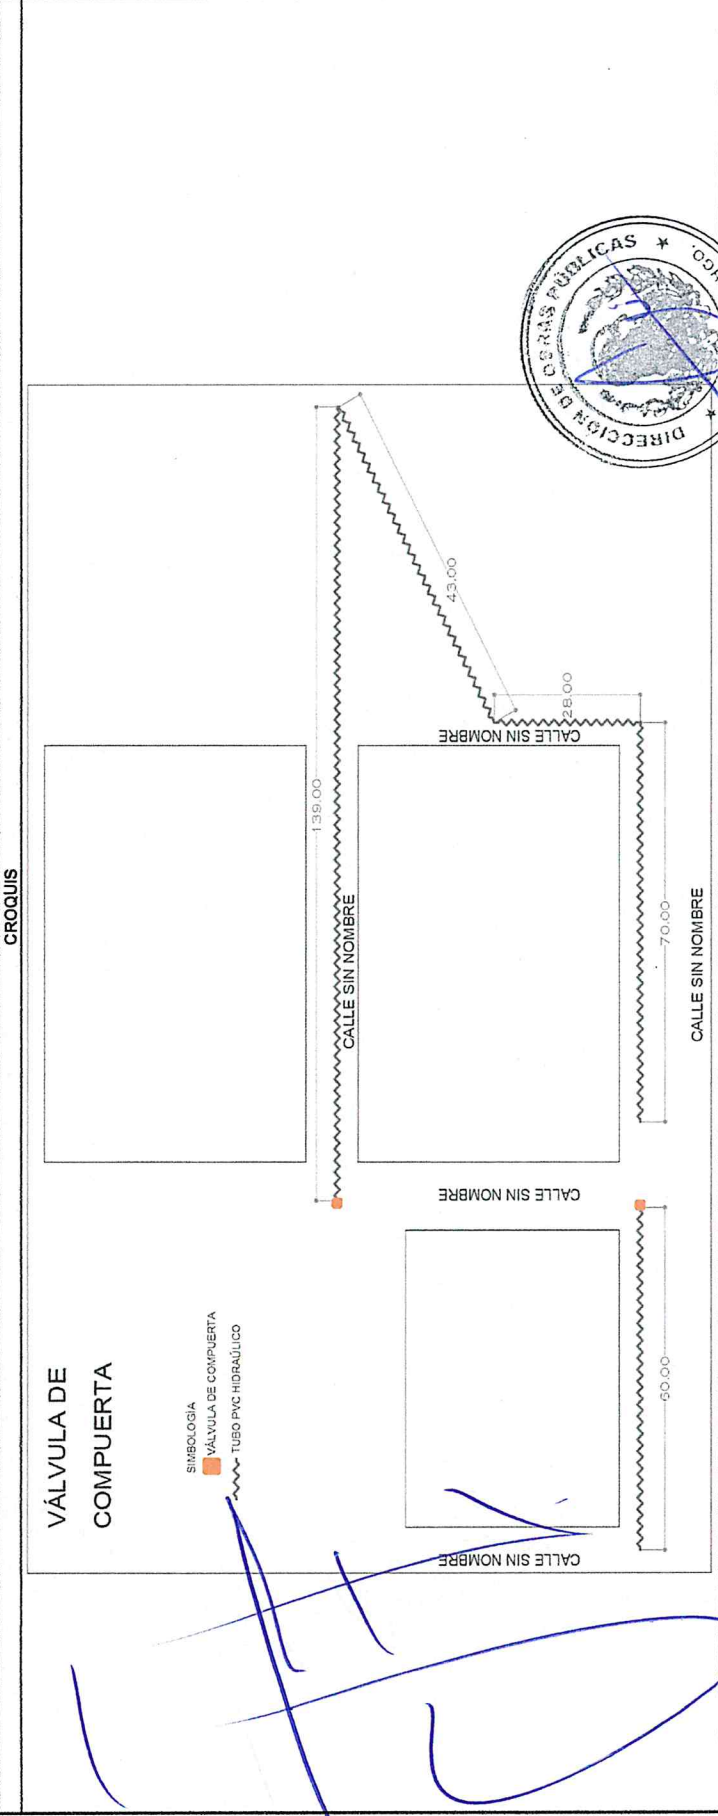 CROQUIS
VÁLVULA DE
COMPUERTA
SIMBOLOGÍA
VÁLVULA DE COMPUERTA
TUBO PVC HIDRAÚLICO
139.00
CALLE SIN NOMBRE
43.00
28.00
CALLE SIN NOMBRE
CALLE SIN NOMBRE
CALLE SIN NOMBRE
70.00
60.00
CALLE SIN NOMBRE
DIRECCIÓN DE OBRAS PÚBLICAS
HGO.